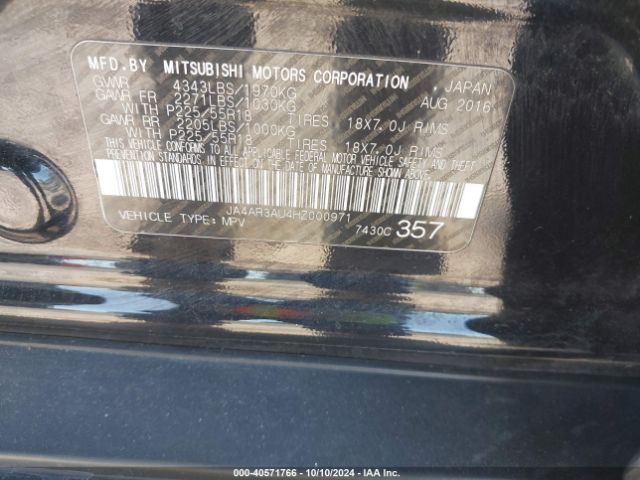 MFD.BY MITSUBISHI MOTORS CORPORATION JAPAN
GVWR 4343LBS/1970KG AUG 2016
GAWR FR 2271LBS/1030KG
WITH P225/55R18 TIRES 18X7.0J RIMS
GAWR RR 2205LBS/1000KG
WITH P225/55R18 TIRES 18X7.0J RIMS
THIS VEHICLE CONFORMS TO ALL APPLICABLE FEDERAL MOTOR VEHICLE SAFETY AND THEFT
PREVENTION STANDARDS IN EFFECT ON THE DATE OF MANUFACTURE SHOWN ABOVE.
JA4AR3AU4HZ000971
VEHICLE TYPE: MPV 7430C 357
000-40571766 - 10/10/2024 - IAA Inc.